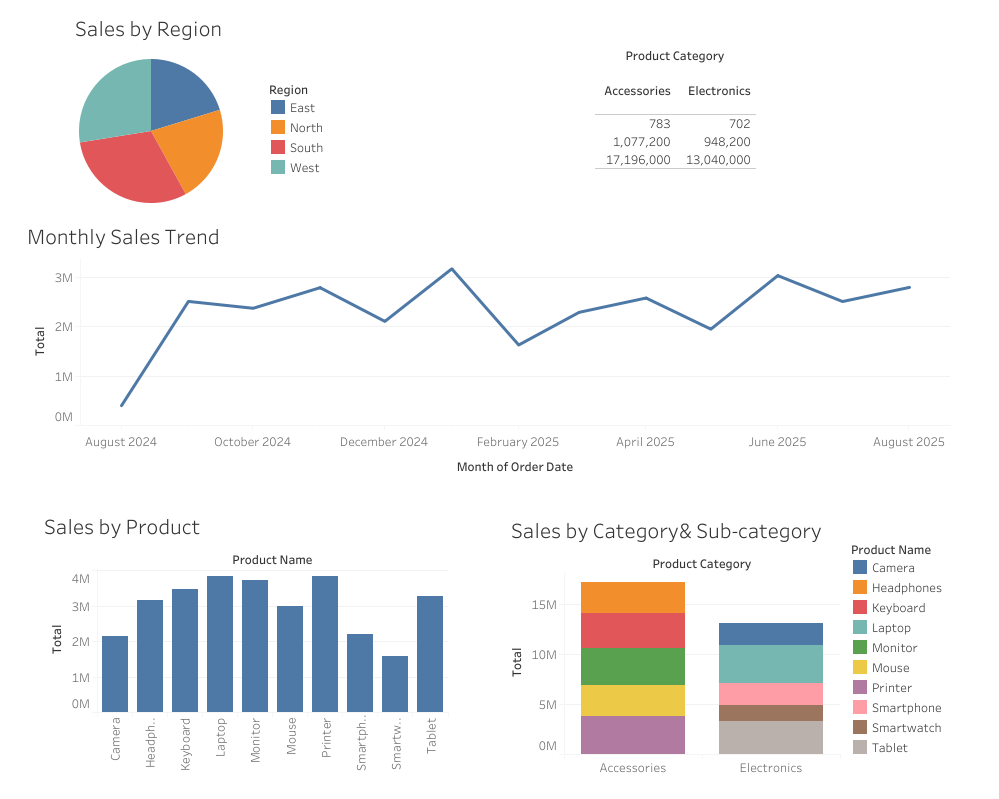 Sales by Region
Region
East
North
South
West
Product Category
Accessories Electronics
783 702
1,077,200 948,200
17,196,000 13,040,000
Monthly Sales Trend
3M
2M
1M
0M
Total
August 2024 October 2024 December 2024 February 2025 April 2025 June 2025 August 2025
Month of Order Date
Sales by Product
Product Name
4M
3M
2M
1M
0M
Total
Camera
Headph..
Keyboard
Laptop
Monitor
Mouse
Printer
Smartph..
Smartw..
Tablet
Sales by Category& Sub-category
Product Category
15M
10M
5M
0M
Total
Accessories Electronics
Product Name
Camera
Headphones
Keyboard
Laptop
Monitor
Mouse
Printer
Smartphone
Smartwatch
Tablet